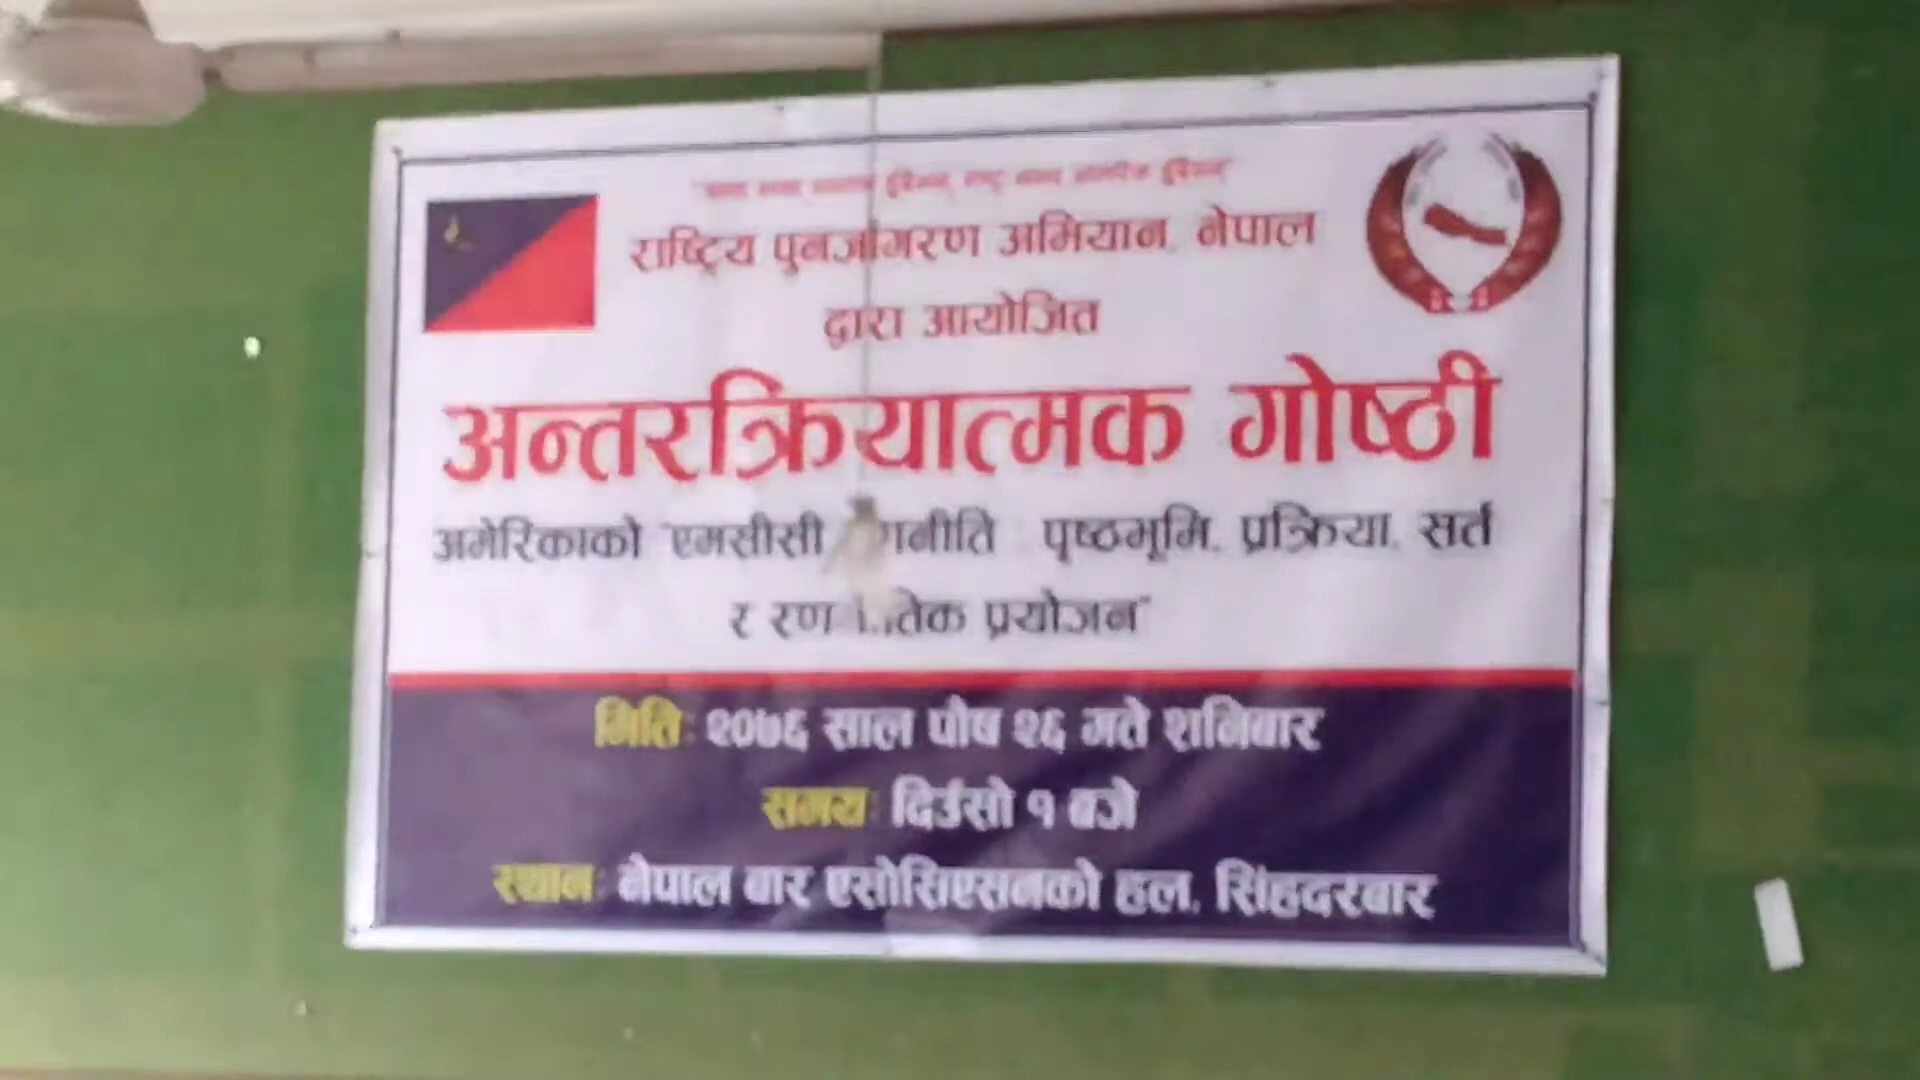 राष्ट्रिय पुनर्जागरण अभियान, नेपाल
द्वारा आयोजित
अन्तरक्रियात्मक गोष्ठी
अमेरिकाको "एमसीसी पृष्ठभूमि, प्रक्रिया, सर्त
र प्रयोजन"
मिति: २०७६ साल पौष २६ गते शनिबार
समय: दिउँसो १ बजे
स्थान: नेपाल बार एसोसिएसनको हल, सिंहदरबार